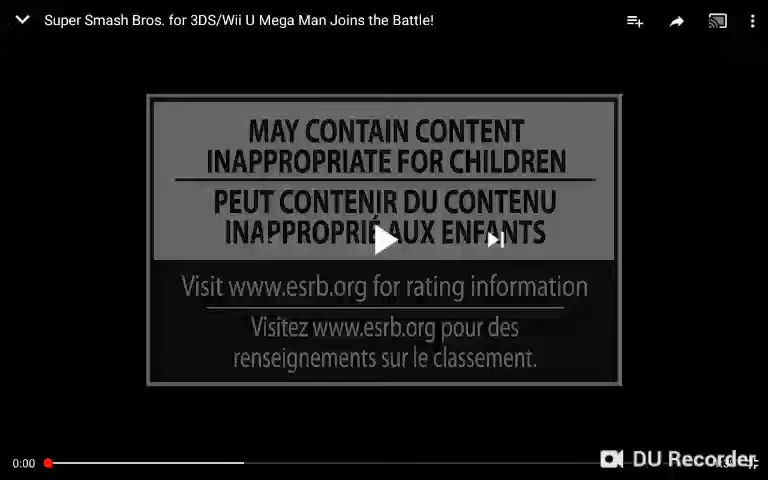 Super Smash Bros. for 3DS/Wii U Mega Man Joins the Battle!
MAY CONTAIN CONTENT
INAPPROPRIATE FOR CHILDREN
PEUT CONTENIR DU CONTENU
INAPPROPRIÉ AUX ENFANTS
Visit www.esrb.org for rating information
Visitez www.esrb.org pour des
renseignements sur le classement.
0:00
DU Recorder